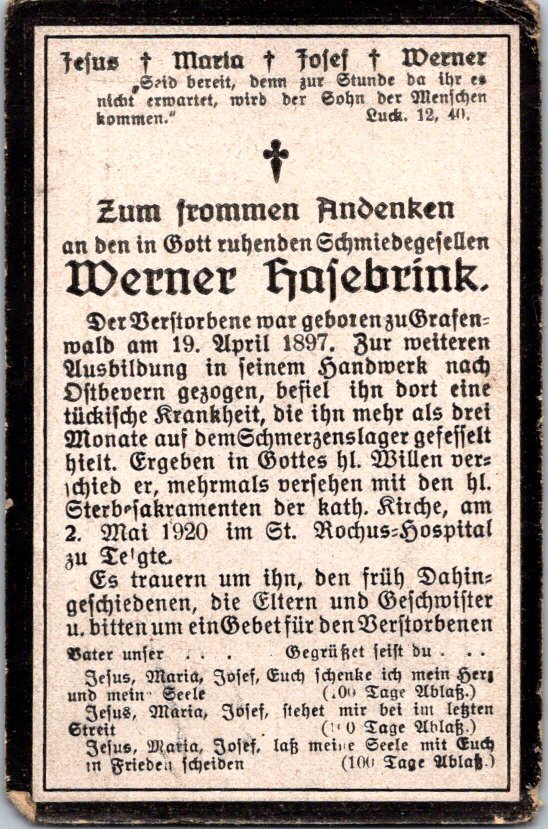 Jesus † Maria † Josef † Werner
„Seid bereit, denn zur Stunde da ihr es
nicht erwartet, wird der Sohn der Menschen
kommen.“ Luck. 12, 40.
Zum frommen Andenken
an den in Gott ruhenden Schmiedegesellen
Werner Hasebrink.
Der Verstorbene war geboren zu Grafen-
wald am 19. April 1897. Zur weiteren
Ausbildung in seinem Handwerk nach
Ostbevern gezogen, befiel ihn dort eine
tückische Krankheit, die ihn mehr als drei
Monate auf dem Schmerzenslager gefesselt
hielt. Ergeben in Gottes hl. Willen ver-
schied er, mehrmals versehen mit den hl.
Sterbesakramenten der kath. Kirche, am
2. Mai 1920 im St. Rochus-Hospital
zu Telgte.
Es trauern um ihn, den früh Dahin-
geschiedenen, die Eltern und Geschwister
u. bitten um ein Gebet für den Verstorbenen
Vater unser . . . . Gegrüßet seist du . . .
Jesus, Maria, Josef, Euch schenke ich mein Herz
und meine Seele Tage Ablaß.)
Jesus, Maria, Josef, stehet mir bei im letzten
Streit Tage Ablaß.)
Jesus, Maria, Josef, laß meine Seele mit Euch
in Frieden scheiden (100 Tage Ablaß.)